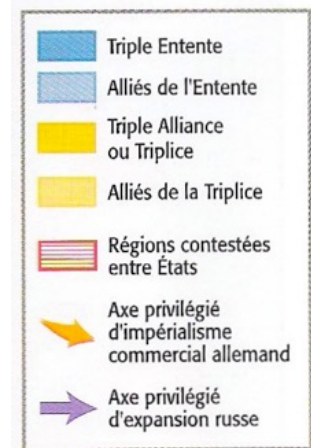 Triple Entente
Alliés de l'Entente
Triple Alliance
ou Triplice
Alliés de la Triplice
Régions contestées
entre États
Axe privilégié
d'impérialisme
commercial allemand
Axe privilégié
d'expansion russe